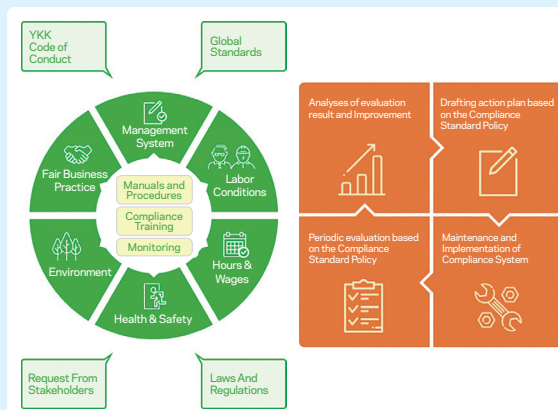 YKK
Code of
Conduct
Global
Standards
Management
System
Fair Business
Practice
Labor
Conditions
Manuals and
Procedures
Compliance
Training
Monitoring
Environment
Hours &
Wages
Health & Safety
Request From
Stakeholders
Laws And
Regulations
Analyses of evaluation
result and Improvement
Drafting action plan based
on the Compliance
Standard Policy
Periodic evaluation based
on the Compliance
Standard Policy
Maintenance and
Implementation of
Compliance System